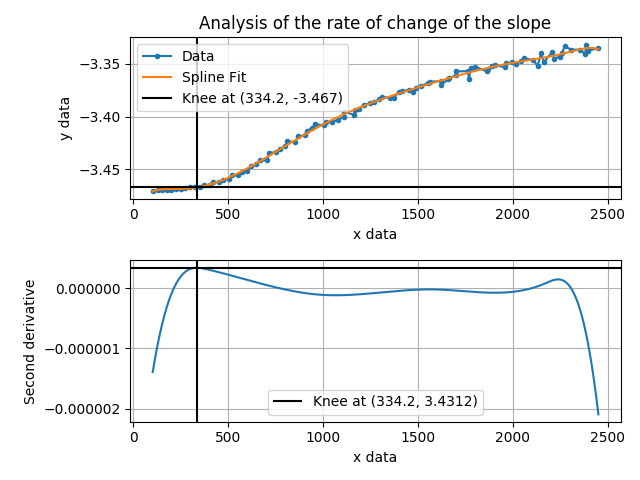 Analysis of the rate of change of the slope
Data
Spline Fit
Knee at (334.2, -3.467)
−3.35
−3.40
−3.45
y data
0
500
1000
1500
2000
2500
x data
0.000000
−0.000001
−0.000002
Second derivative
Knee at (334.2, 3.4312)
0
500
1000
1500
2000
2500
x data